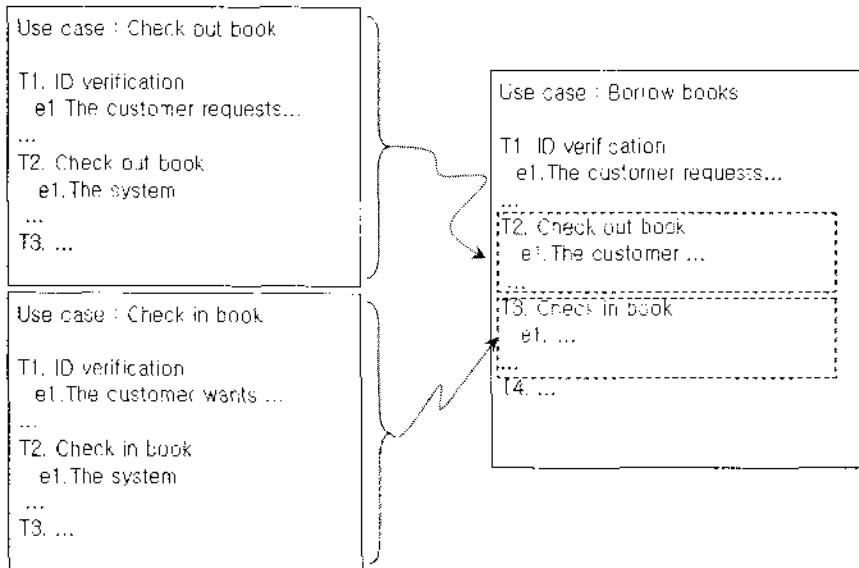 Use case : Check out book
T1. ID verification
e1 The customer requests...
...
T2. Check out book
e1.The system
...
T3. ...
Use case : Check in book
T1. ID verification
e1.The customer wants ...
...
T2. Check in book
e1.The system
...
T3. ...
Use case : Borrow books
T1 ID verification
e1.The customer requests...
...
T2. Check out book
e1.The customer ...
...
T3. Check in book
e1. ...
...
T4. ...